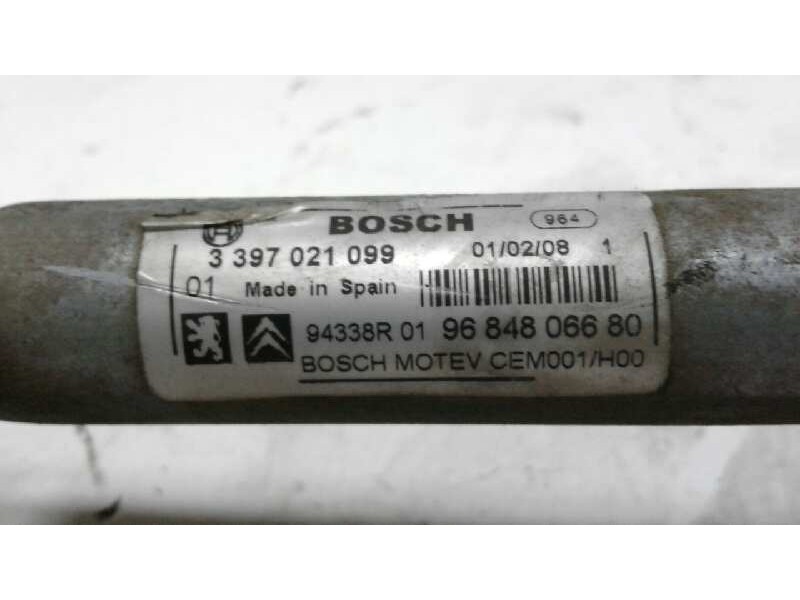 BOSCH 964
3 397 021 099 01/02/08 1
01 Made in Spain
94338R 01 96 848 066 80
BOSCH MOTEV CEM001/H00